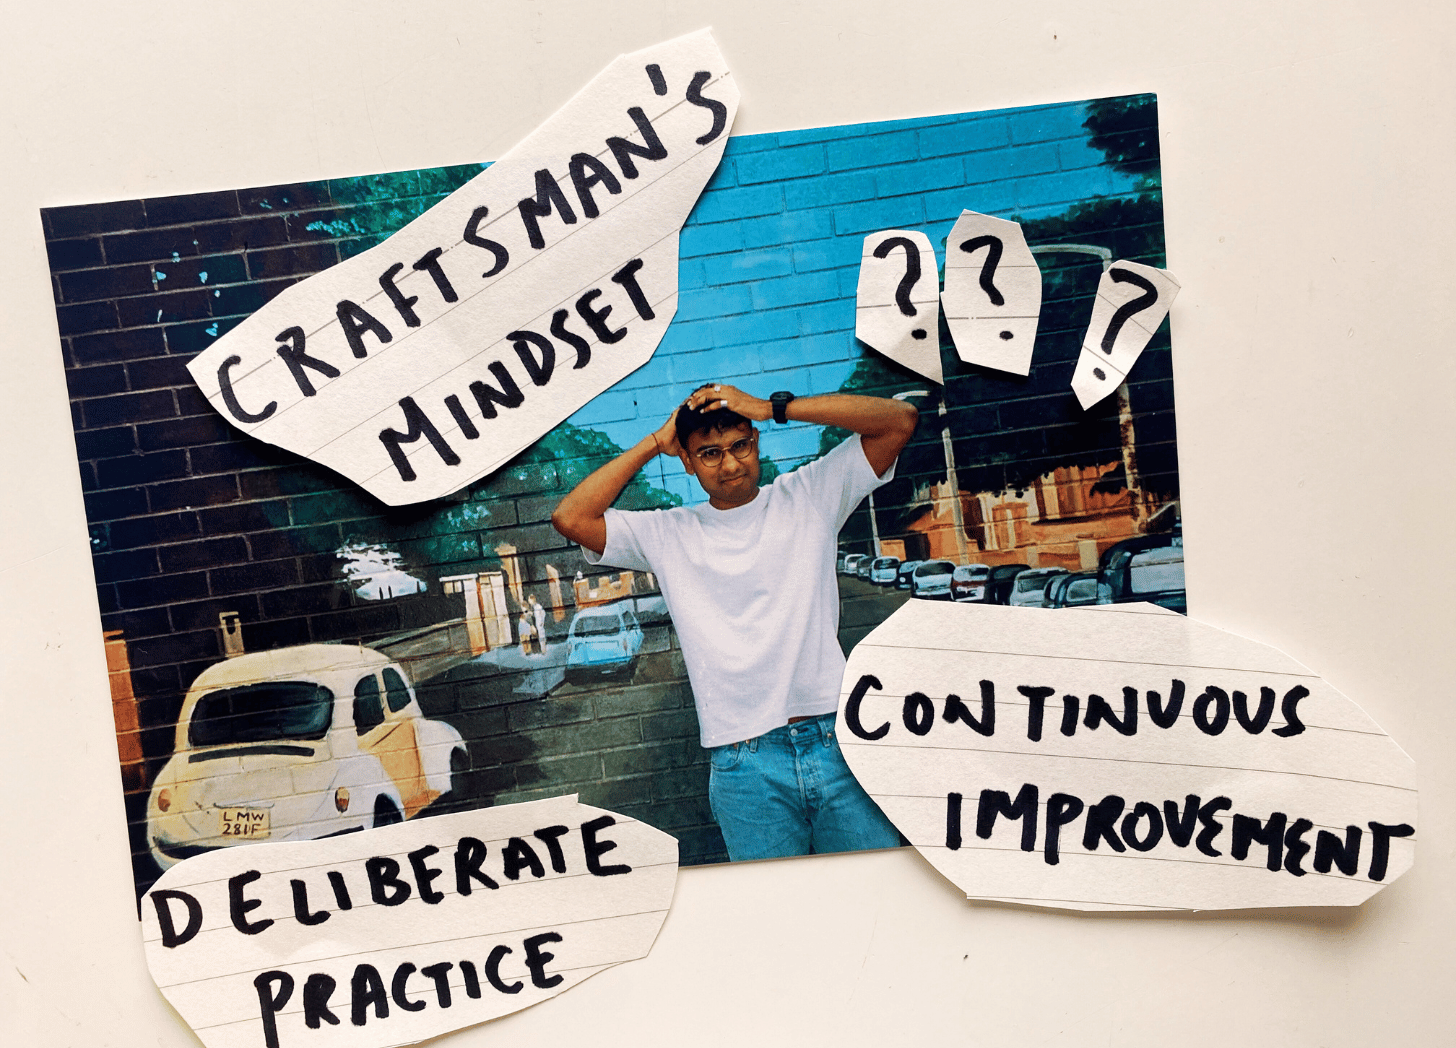 CRAFTSMAN'S
MINDSET
? ? ?
CONTINUOUS
IMPROVEMENT
LMW
281F
DELIBERATE
PRACTICE